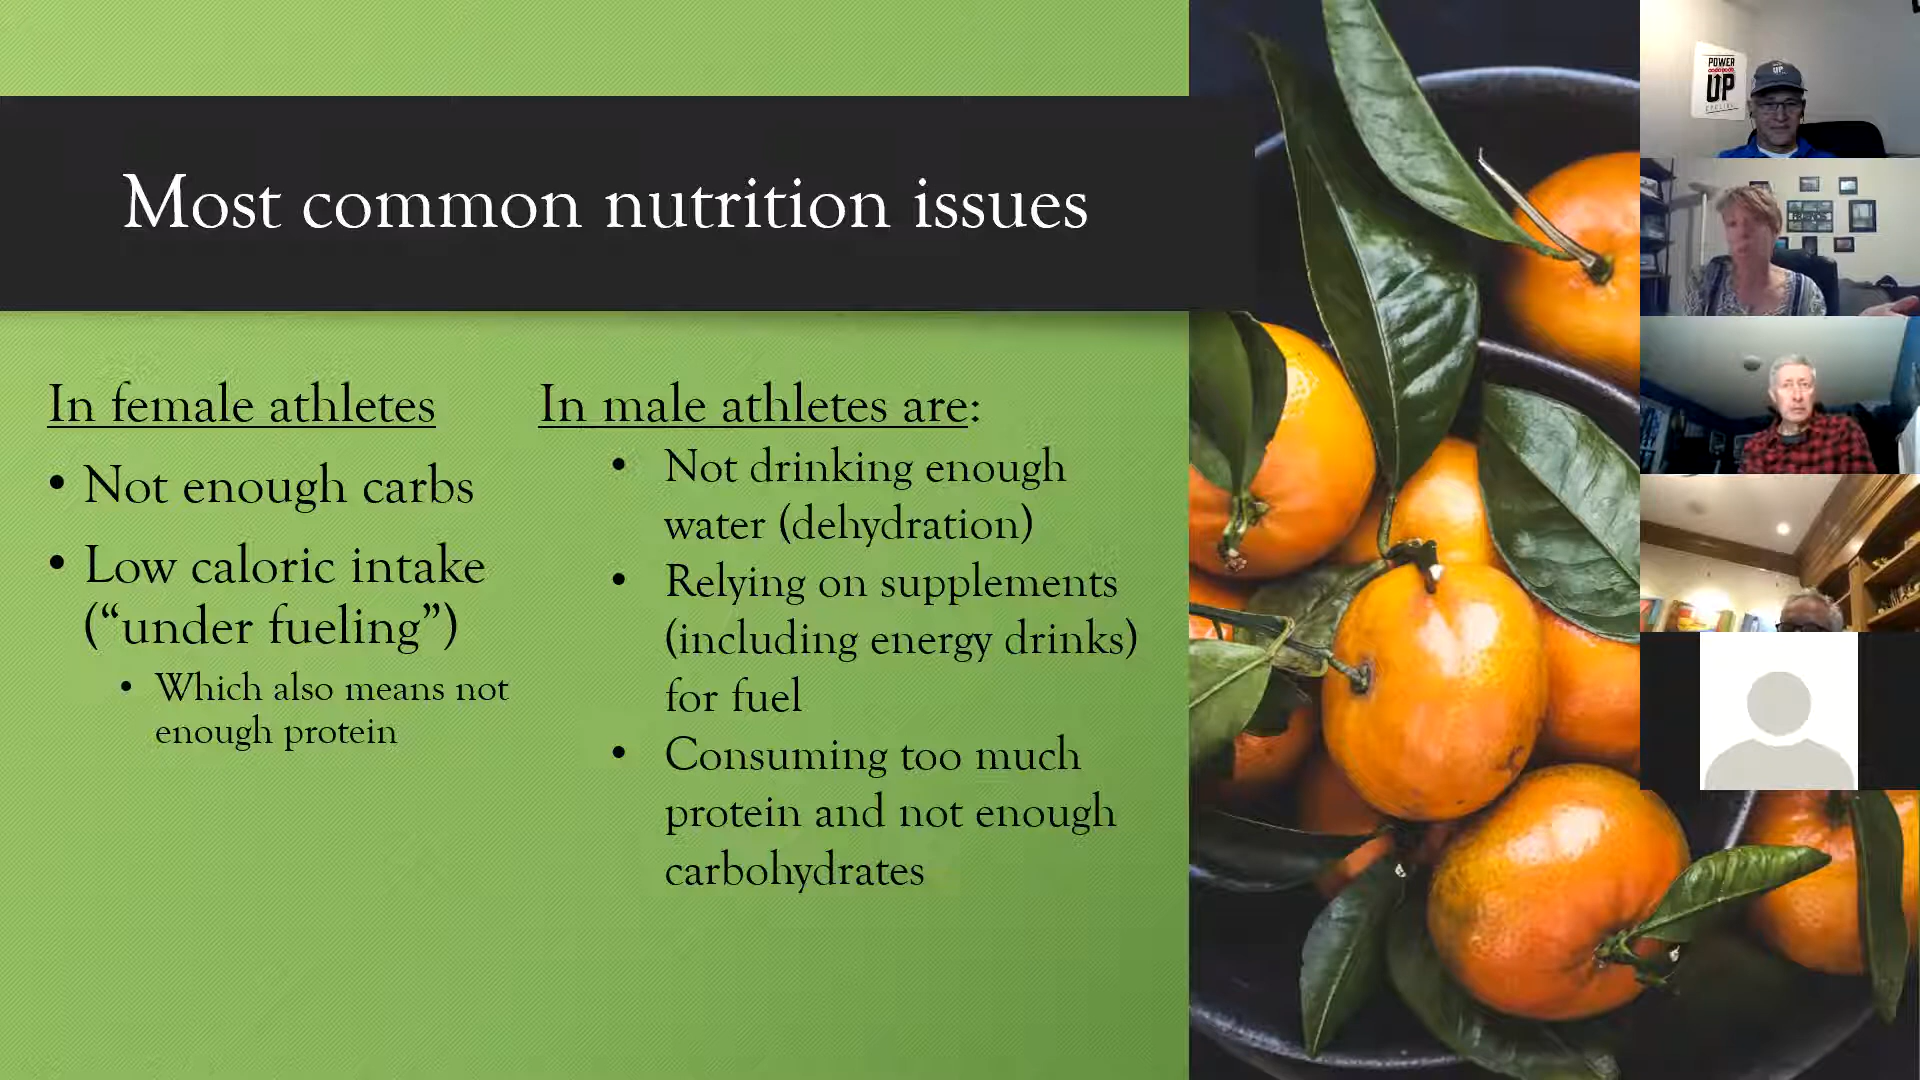 Most common nutrition issues
In female athletes
• Not enough carbs
• Low caloric intake
(“under fueling”)
• Which also means not
enough protein
In male athletes are:
• Not drinking enough
water (dehydration)
• Relying on supplements
(including energy drinks)
for fuel
• Consuming too much
protein and not enough
carbohydrates
POWER
UP
UP